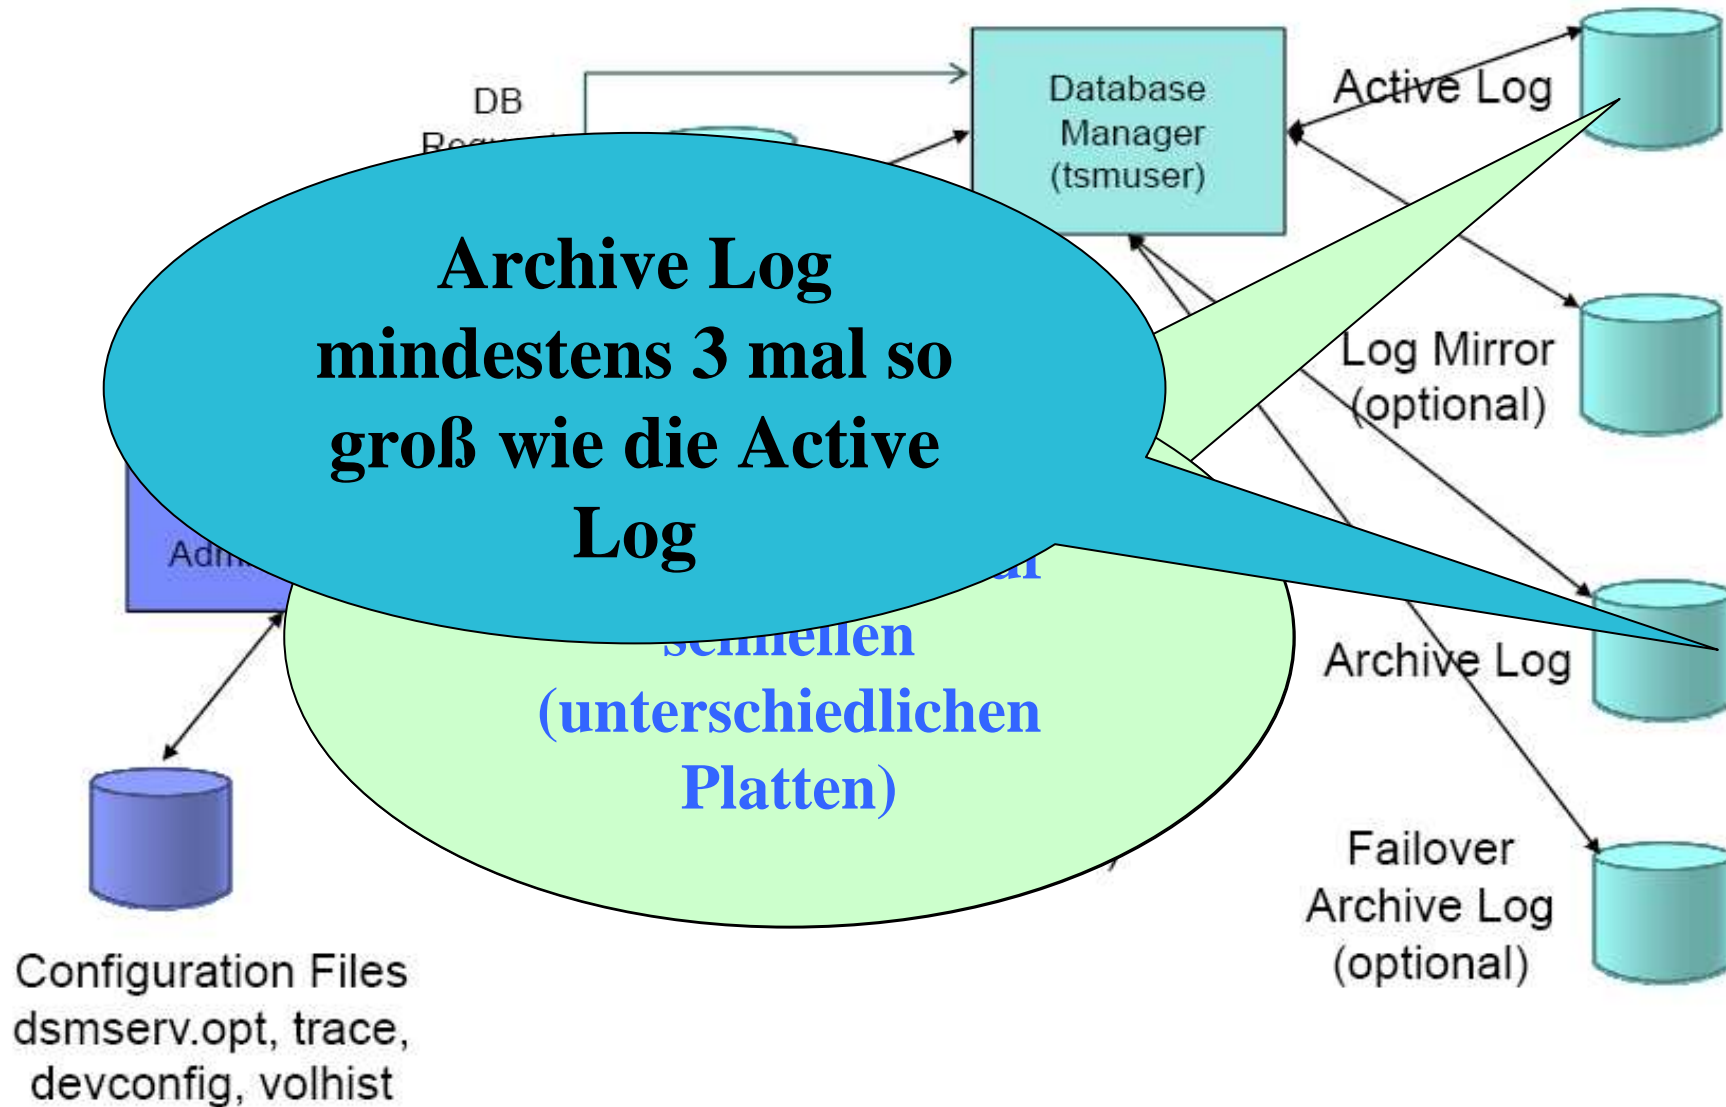 DB
Database
Manager
(tsmuser)
Active Log
Archive Log
mindestens 3 mal so
groß wie die Active
Log
Log Mirror
(optional)
schnellen
(unterschiedlichen
Platten)
Archive Log
Failover
Archive Log
(optional)
Configuration Files
dsmserv.opt, trace,
devconfig, volhist